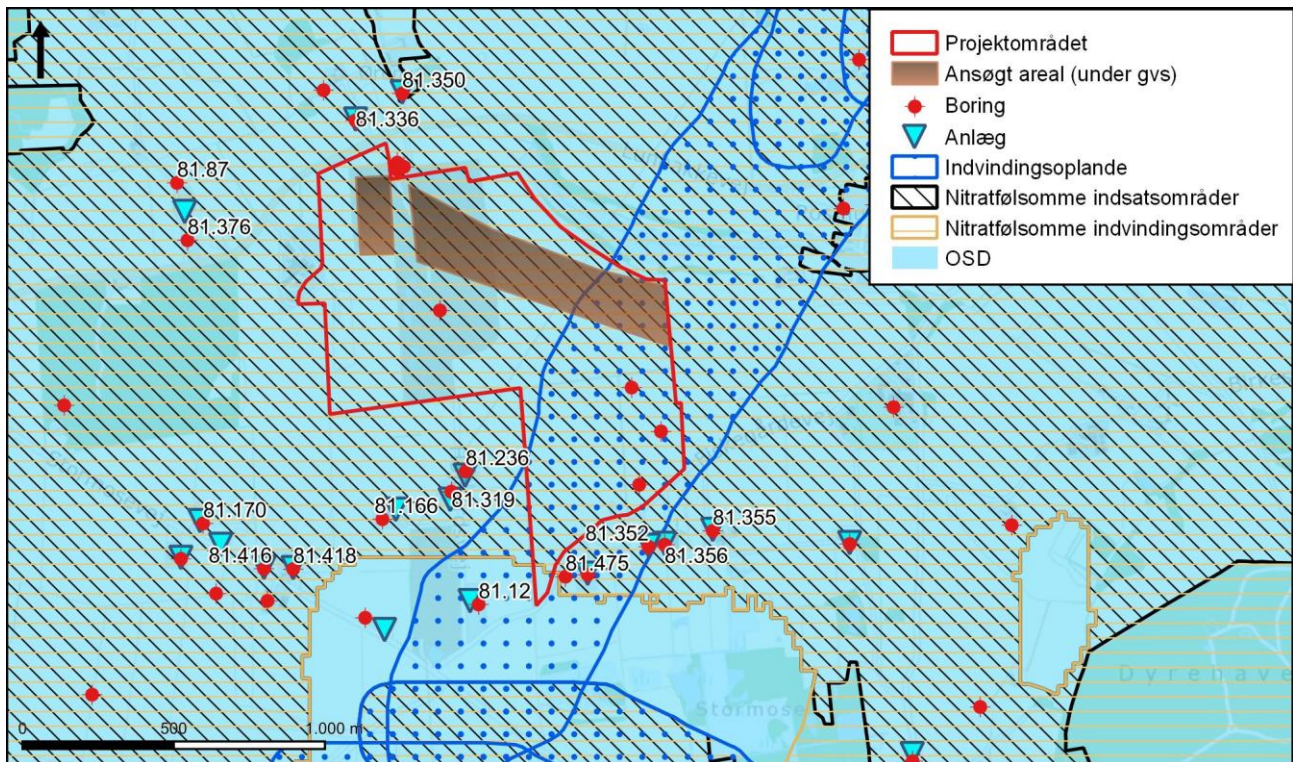 Projektområdet
Ansøgt areal (under gvs)
Boring
Anlæg
Indvindingsoplande
Nitratfølsomme indsatsområder
Nitratfølsomme indvindingsområder
OSD
81.350
81.336
81.87
81.376
81.236
81.319
81.166
81.170
81.416
81.418
81.355
81.352
81.356
81.475
81.12
Stormosevej
Stormose
Dyrehave
0 500 1.000 m